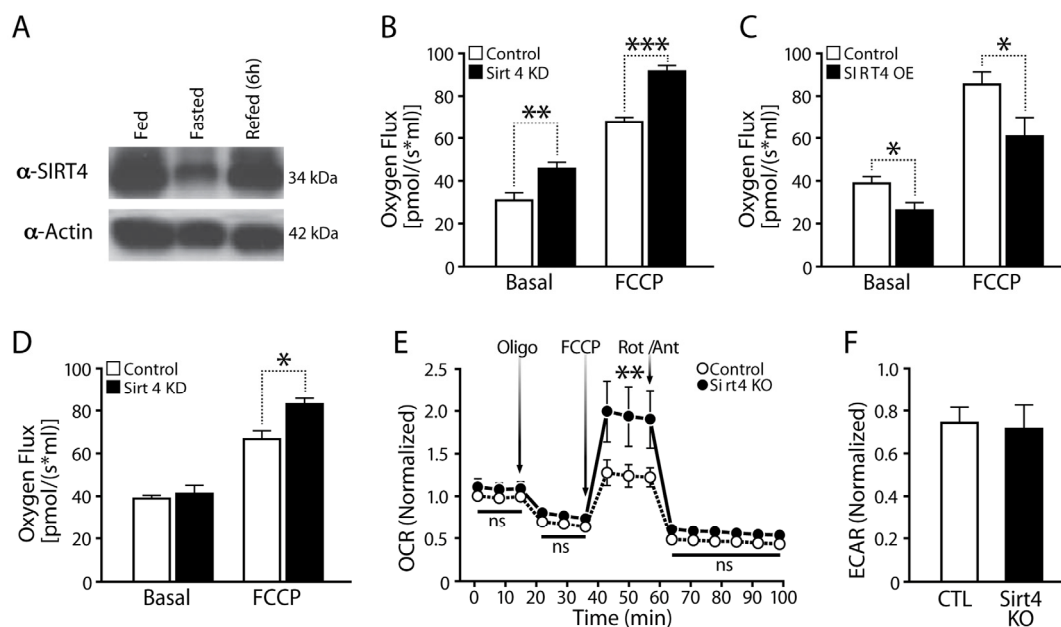 A
Fed
Fasted
Refed (6h)
α-SIRT4
34 kDa
α-Actin
42 kDa
B
Control
Sirt 4 KD
Oxygen Flux
[pmol/(s*ml)]
100
80
60
40
20
0
**
***
Basal
FCCP
C
Control
SIRT4 OE
Oxygen Flux
[pmol/(s*ml)]
100
80
60
40
20
0
*
*
Basal
FCCP
D
Control
Sirt 4 KD
Oxygen Flux
[pmol/(s*ml)]
100
80
60
40
20
0
*
Basal
FCCP
E
Oligo
FCCP
Rot /Ant
Control
Sirt4 KO
**
OCR (Normalized)
2.5
2.0
1.5
1.0
0.5
0.0
ns
ns
ns
0 10 20 30 40 50 60 70 80 90 100
Time (min)
F
ECAR (Normalized)
1.0
0.8
0.6
0.4
0.2
0.0
CTL
Sirt4
KO